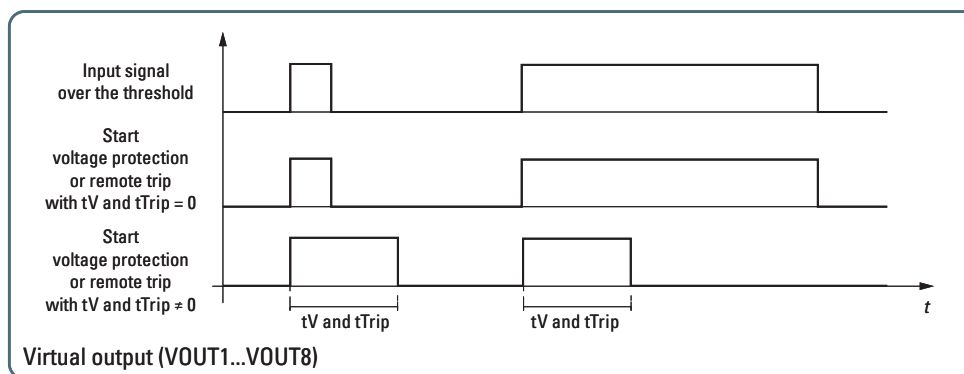 Input signal
over the threshold
Start
voltage protection
or remote trip
with tV and tTrip = 0
Start
voltage protection
or remote trip
with tV and tTrip ≠ 0
t
tV and tTrip
tV and tTrip
Virtual output (VOUT1...VOUT8)